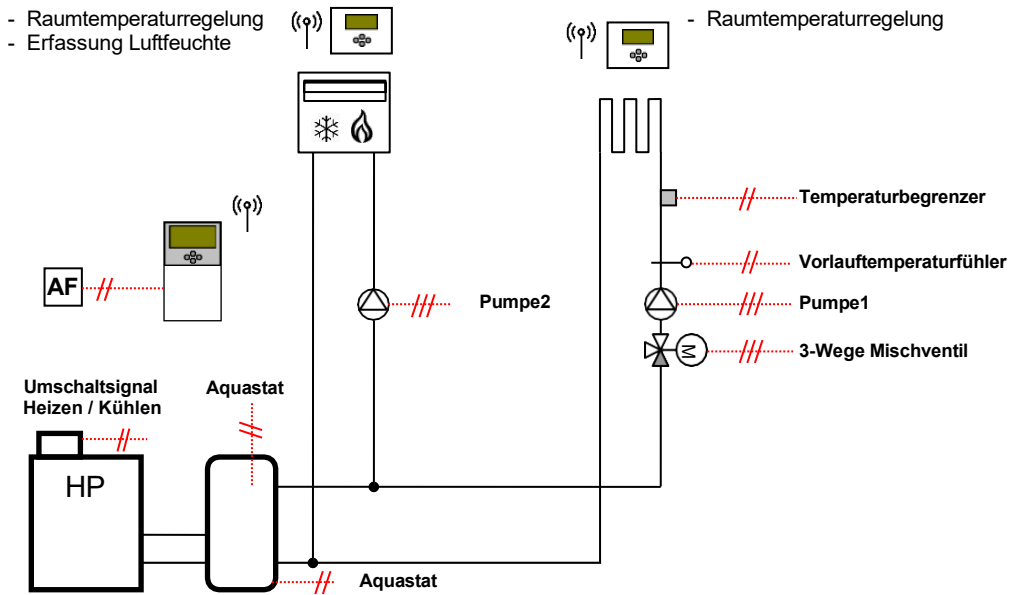 - Raumtemperaturregelung
- Erfassung Luftfeuchte
- Raumtemperaturregelung
Temperaturbegrenzer
AF
Vorlauftemperaturfühler
Pumpe2
Pumpe1
M
3-Wege Mischventil
Umschaltsignal
Heizen / Kühlen
Aquastat
HP
Aquastat